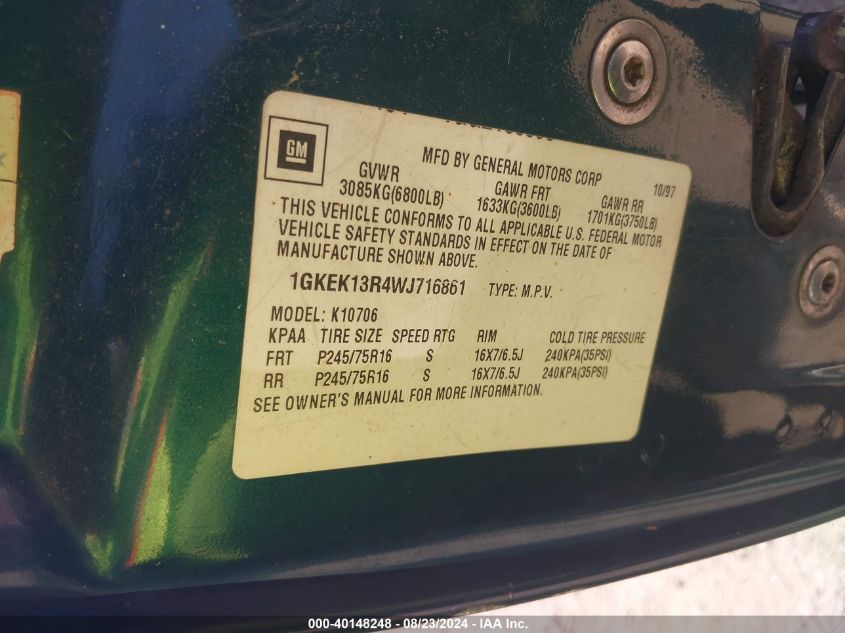 GM
MFD BY GENERAL MOTORS CORP 10/97
GVWR GAWR FRT GAWR RR
3085KG(6800LB) 1633KG(3600LB) 1701KG(3750LB)
THIS VEHICLE CONFORMS TO ALL APPLICABLE U.S. FEDERAL MOTOR
VEHICLE SAFETY STANDARDS IN EFFECT ON THE DATE OF
MANUFACTURE SHOWN ABOVE.
1GKEK13R4WJ716861 TYPE: M.P.V.
MODEL: K10706
KPAA TIRE SIZE SPEED RTG RIM COLD TIRE PRESSURE
FRT P245/75R16 S 16X7/6.5J 240KPA(35PSI)
RR P245/75R16 S 16X7/6.5J 240KPA(35PSI)
SEE OWNER'S MANUAL FOR MORE INFORMATION.
000-40148248 - 08/23/2024 - IAA Inc.